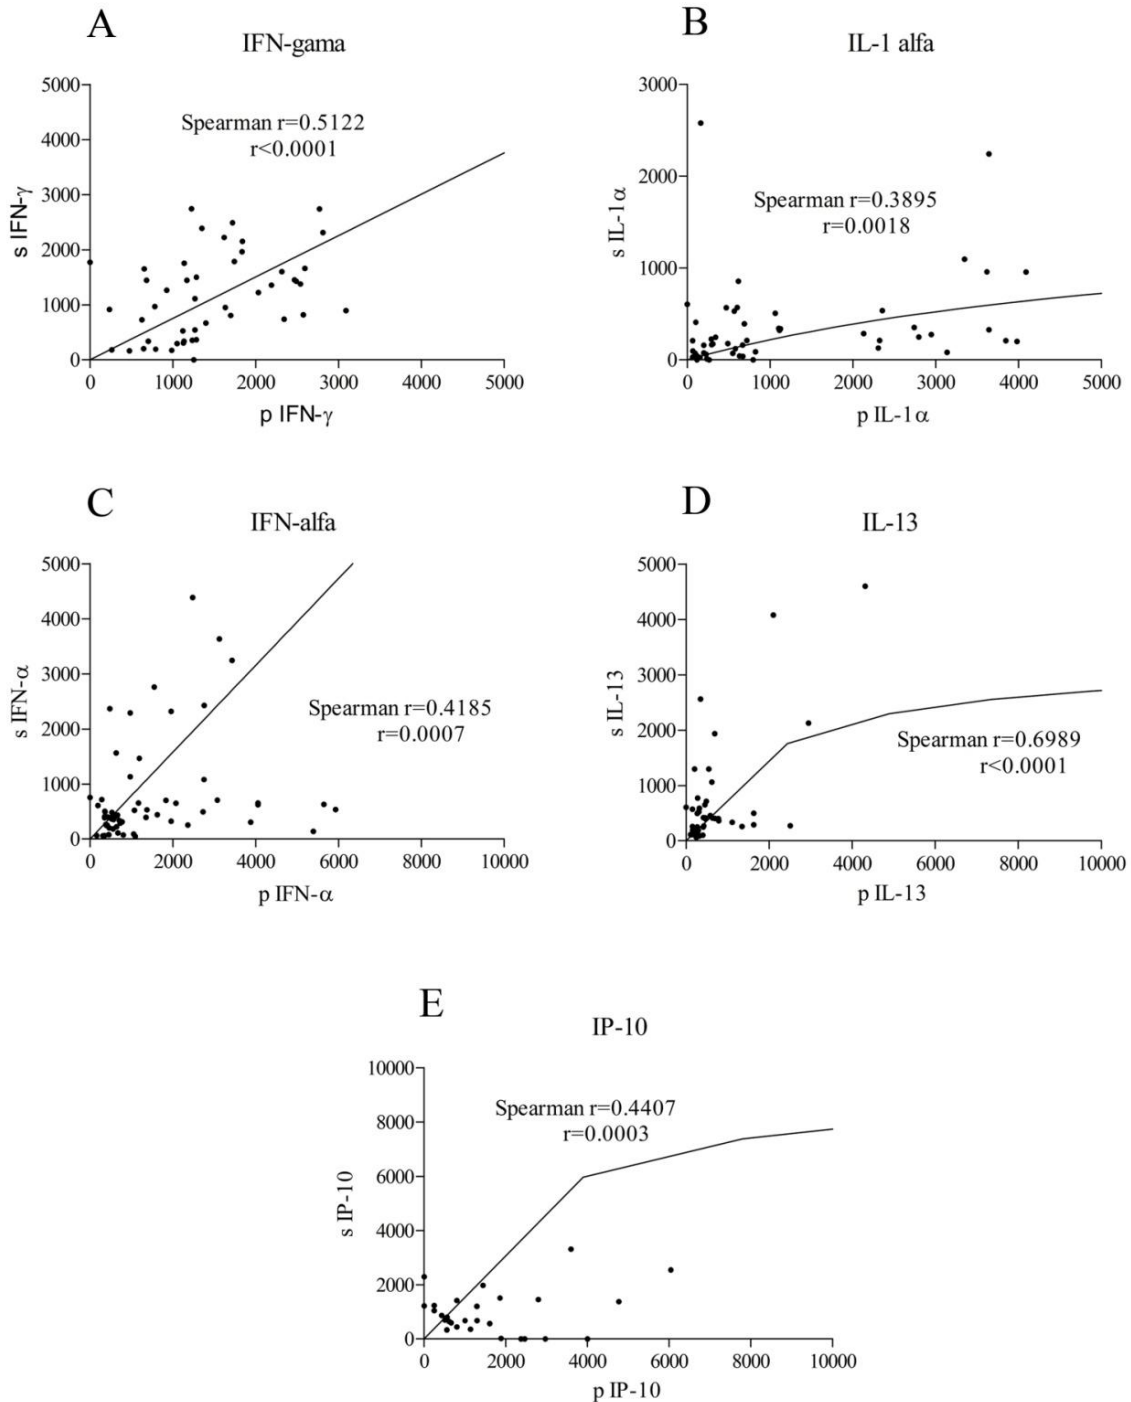 A
IFN-gama
5000
4000
3000
2000
1000
0
s IFN-γ
Spearman r=0.5122
r<0.0001
0 1000 2000 3000 4000 5000
p IFN-γ
B
IL-1 alfa
3000
2000
1000
0
s IL-1α
Spearman r=0.3895
r=0.0018
0 1000 2000 3000 4000 5000
p IL-1α
C
IFN-alfa
5000
4000
3000
2000
1000
0
s IFN-α
Spearman r=0.4185
r=0.0007
0 2000 4000 6000 8000 10000
p IFN-α
D
IL-13
5000
4000
3000
2000
1000
0
s IL-13
Spearman r=0.6989
r<0.0001
0 2000 4000 6000 8000 10000
p IL-13
E
IP-10
10000
8000
6000
4000
2000
0
s IP-10
Spearman r=0.4407
r=0.0003
0 2000 4000 6000 8000 10000
p IP-10